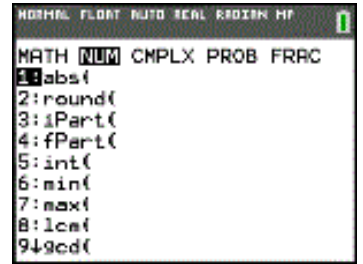 NORMAL FLOAT AUTO REAL RADIAN MP
MATH NUM CMPLX PROB FRAC
1:abs(
2:round(
3:iPart(
4:fPart(
5:int(
6:min(
7:max(
8:lcm(
9↓gcd(